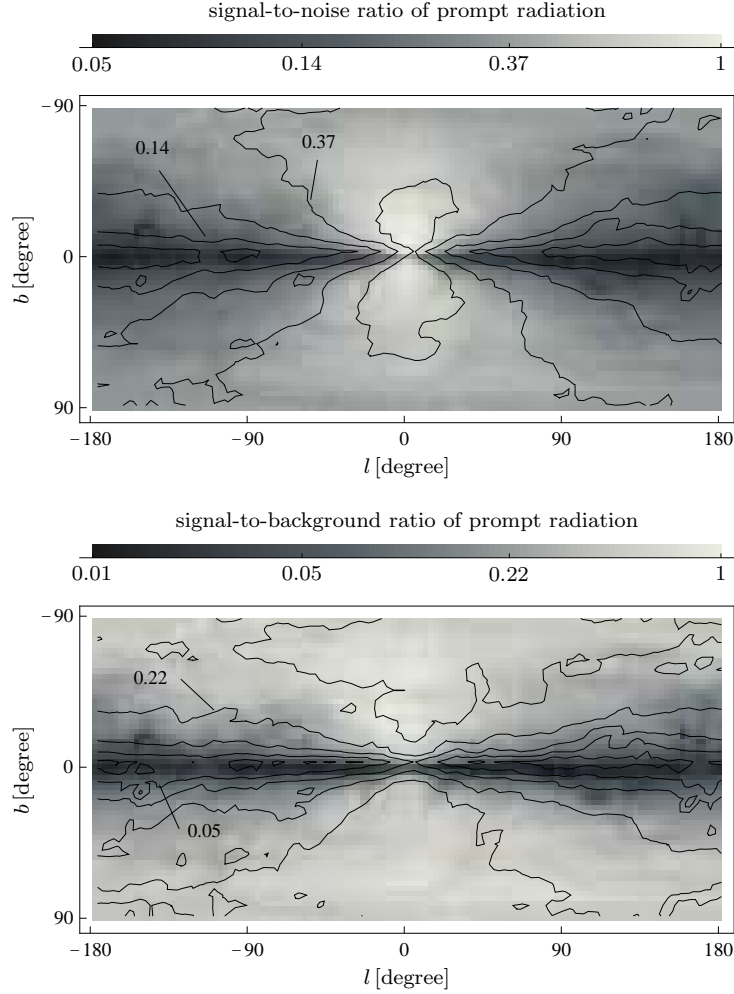 signal-to-noise ratio of prompt radiation
0.05 0.14 0.37 1
−90
0.14 0.37
0
b [degree]
90
−180 −90 0 90 180
l [degree]
signal-to-background ratio of prompt radiation
0.01 0.05 0.22 1
−90
0.22
0
b [degree]
0.05
90
−180 −90 0 90 180
l [degree]